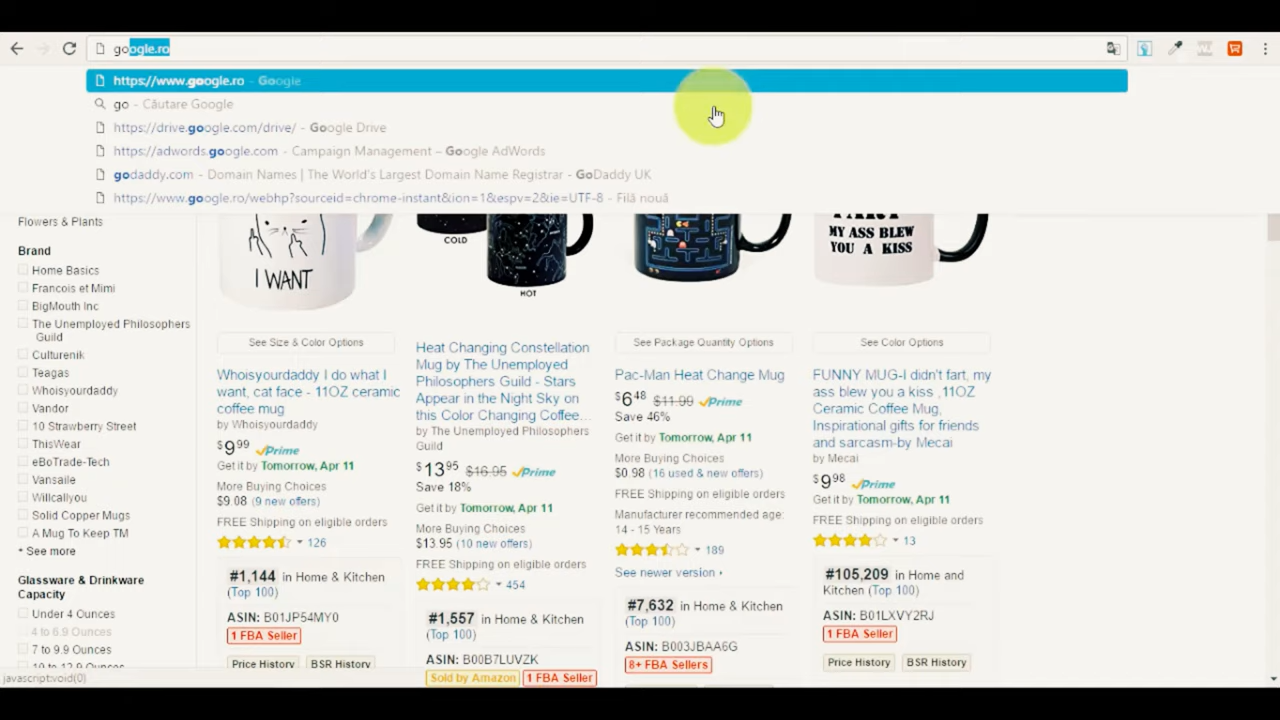 google.ro
https://www.google.ro - Google
go - Căutare Google
https://drive.google.com/drive/ - Google Drive
https://adwords.google.com - Campaign Management – Google AdWords
godaddy.com - Domain Names | The World's Largest Domain Name Registrar - GoDaddy UK
https://www.google.ro/webhp?sourceid=chrome-instant&ion=1&espv=2&ie=UTF-8 - Filă nouă
Flowers & Plants
Brand
Home Basics
Francois et Mimi
BigMouth Inc
The Unemployed Philosophers
Guild
Culturenik
Teagas
Whoisyourdaddy
Vandor
10 Strawberry Street
ThisWear
eBoTrade-Tech
Vansaile
Willcallyou
Solid Copper Mugs
A Mug To Keep TM
See more
Glassware & Drinkware
Capacity
Under 4 Ounces
4 to 6.9 Ounces
7 to 9.9 Ounces
10 to 12.9 Ounces
javascript:void(0)
I WANT
See Size & Color Options
Whoisyourdaddy I do what I
want, cat face - 11OZ ceramic
coffee mug
by Whoisyourdaddy
$9.99 Prime
Get it by Tomorrow, Apr 11
More Buying Choices
$9.08 (9 new offers)
FREE Shipping on eligible orders
126
#1,144 in Home & Kitchen
(Top 100)
ASIN: B01JP54MY0
1 FBA Seller
Price History BSR History
COLD
HOT
Heat Changing Constellation
Mug by The Unemployed
Philosophers Guild - Stars
Appear in the Night Sky on
this Color Changing Coffee...
by The Unemployed Philosophers
Guild
$13.95 $16.95 Prime
Save 18%
Get it by Tomorrow, Apr 11
More Buying Choices
$13.95 (10 new offers)
FREE Shipping on eligible orders
454
#1,557 in Home & Kitchen
(Top 100)
ASIN: B00B7LUVZK
Sold by Amazon 1 FBA Seller
See Package Quantity Options
Pac-Man Heat Change Mug
$6.48 $11.99 Prime
Save 46%
Get it by Tomorrow, Apr 11
More Buying Choices
$0.98 (16 used & new offers)
FREE Shipping on eligible orders
Manufacturer recommended age:
14 - 15 Years
189
See newer version
#7,632 in Home & Kitchen
(Top 100)
ASIN: B003JBAA6G
8+ FBA Sellers
MY ASS BLEW
YOU A KISS
See Color Options
FUNNY MUG-I didn't fart, my
ass blew you a kiss ,11OZ
Ceramic Coffee Mug,
Inspirational gifts for friends
and sarcasm-by Mecai
by Mecai
$9.98 Prime
Get it by Tomorrow, Apr 11
FREE Shipping on eligible orders
13
#105,209 in Home and
Kitchen (Top 100)
ASIN: B01LXVY2RJ
1 FBA Seller
Price History BSR History